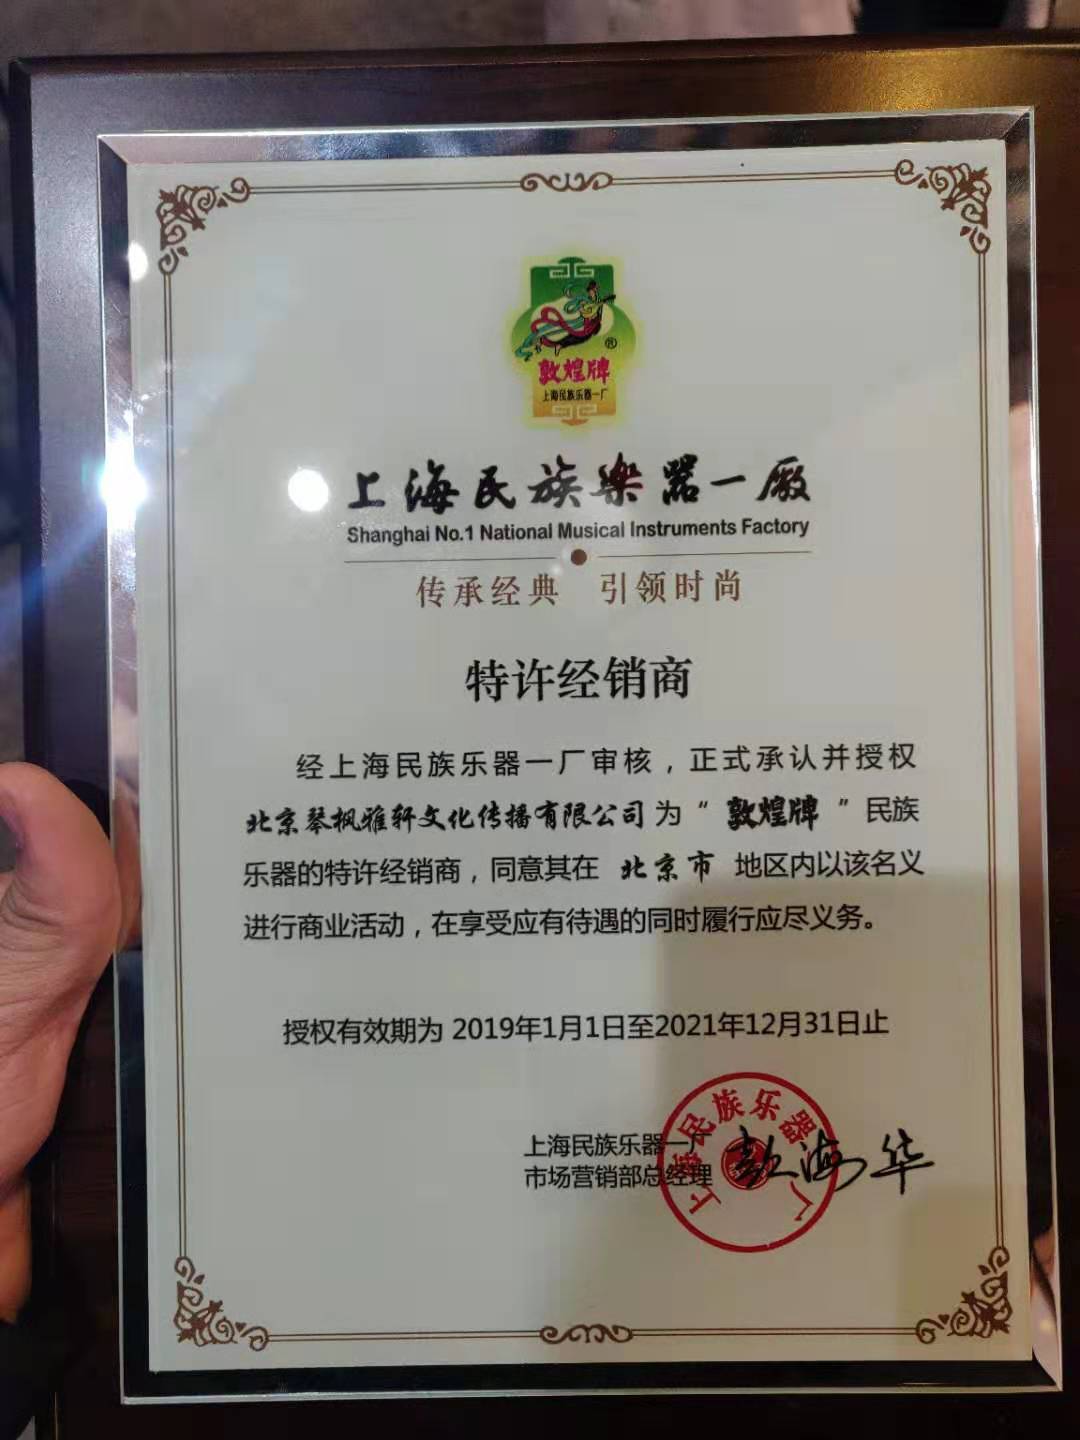 敦煌牌
®
上海民族乐器一厂
上海民族樂器一廠
Shanghai No.1 National Musical Instruments Factory
传承经典 引领时尚
特许经销商
经上海民族乐器一厂审核，正式承认并授权
北京琴枫雅轩文化传播有限公司为“敦煌牌”民族
乐器的特许经销商，同意其在 北京市 地区内以该名义
进行商业活动，在享受应有待遇的同时履行应尽义务。
授权有效期为 2019年1月1日至2021年12月31日止
上海民族乐器一厂
市场营销部总经理
上海民族乐器一厂